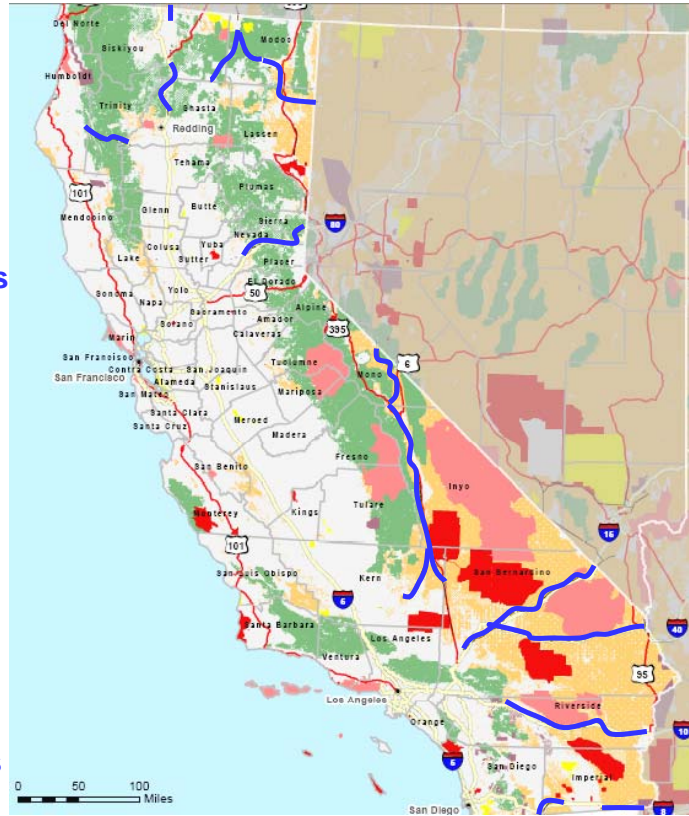 Del Norte
Siskiyou
Modoc
Humboldt
Trinity
Shasta
Redding
Lassen
Tehama
101
Plumas
Mendocino
Glenn
Butte
Sierra
80
Nevada
Colusa
Yuba
Lake
Sutter
Placer
s
El Dorado
Yolo
50
Sonoma
Napa
Alpine
Sacramento
Amador
Solano
395
Calaveras
Marin
6
San Francisco
Contra Costa
San Joaquin
Tuolumne
Mono
San Francisco
Alameda
Stanislaus
San Mateo
Mariposa
Merced
Santa Clara
Santa Cruz
Madera
Fresno
San Benito
Inyo
Tulare
Monterey
Kings
15
101
San Bernardino
San Luis Obispo
Kern
5
40
Santa Barbara
Los Angeles
Ventura
95
Los Angeles
Riverside
Orange
10
s
5
San Diego
Imperial
0 50 100
Miles
San Diego
8